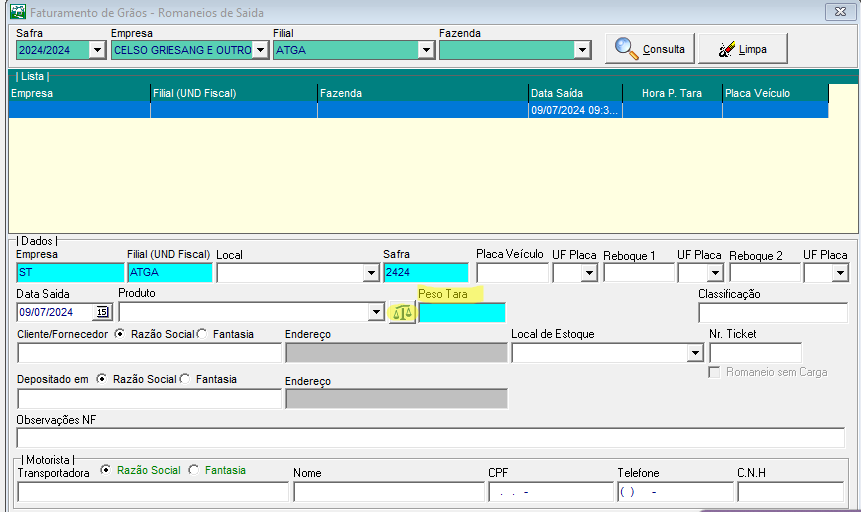 Faturamento de Grãos - Romaneios de Saida
Safra Empresa Filial Fazenda
2024/2024 CELSO GRIESANG E OUTRO ATGA Consulta Limpa
| Lista |
Empresa Filial (UND Fiscal) Fazenda Data Saída Hora P. Tara Placa Veículo
09/07/2024 09:3...
| Dados |
Empresa Filial (UND Fiscal) Local Safra Placa Veículo UF Placa Reboque 1 UF Placa Reboque 2 UF Placa
ST ATGA 2424
Data Saida Produto Peso Tara Classificação
09/07/2024 15
Cliente/Fornecedor Razão Social Fantasia Endereço Local de Estoque Nr. Ticket
Romaneio sem Carga
Depositado em Razão Social Fantasia Endereço
Observações NF
| Motorista |
Transportadora Razão Social Fantasia Nome CPF Telefone C.N.H
. . - ( ) -